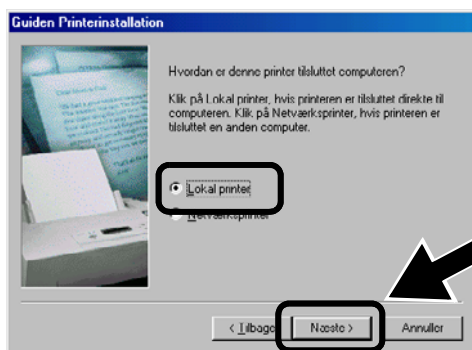 Guiden Printerinstallation
Hvordan er denne printer tilsluttet computeren?
Klik på Lokal printer, hvis printeren er tilsluttet direkte til
computeren. Klik på Netværksprinter, hvis printeren er
tilsluttet en anden computer.
Lokal printer
Netværksprinter
< Tilbage
Næste >
Annuller